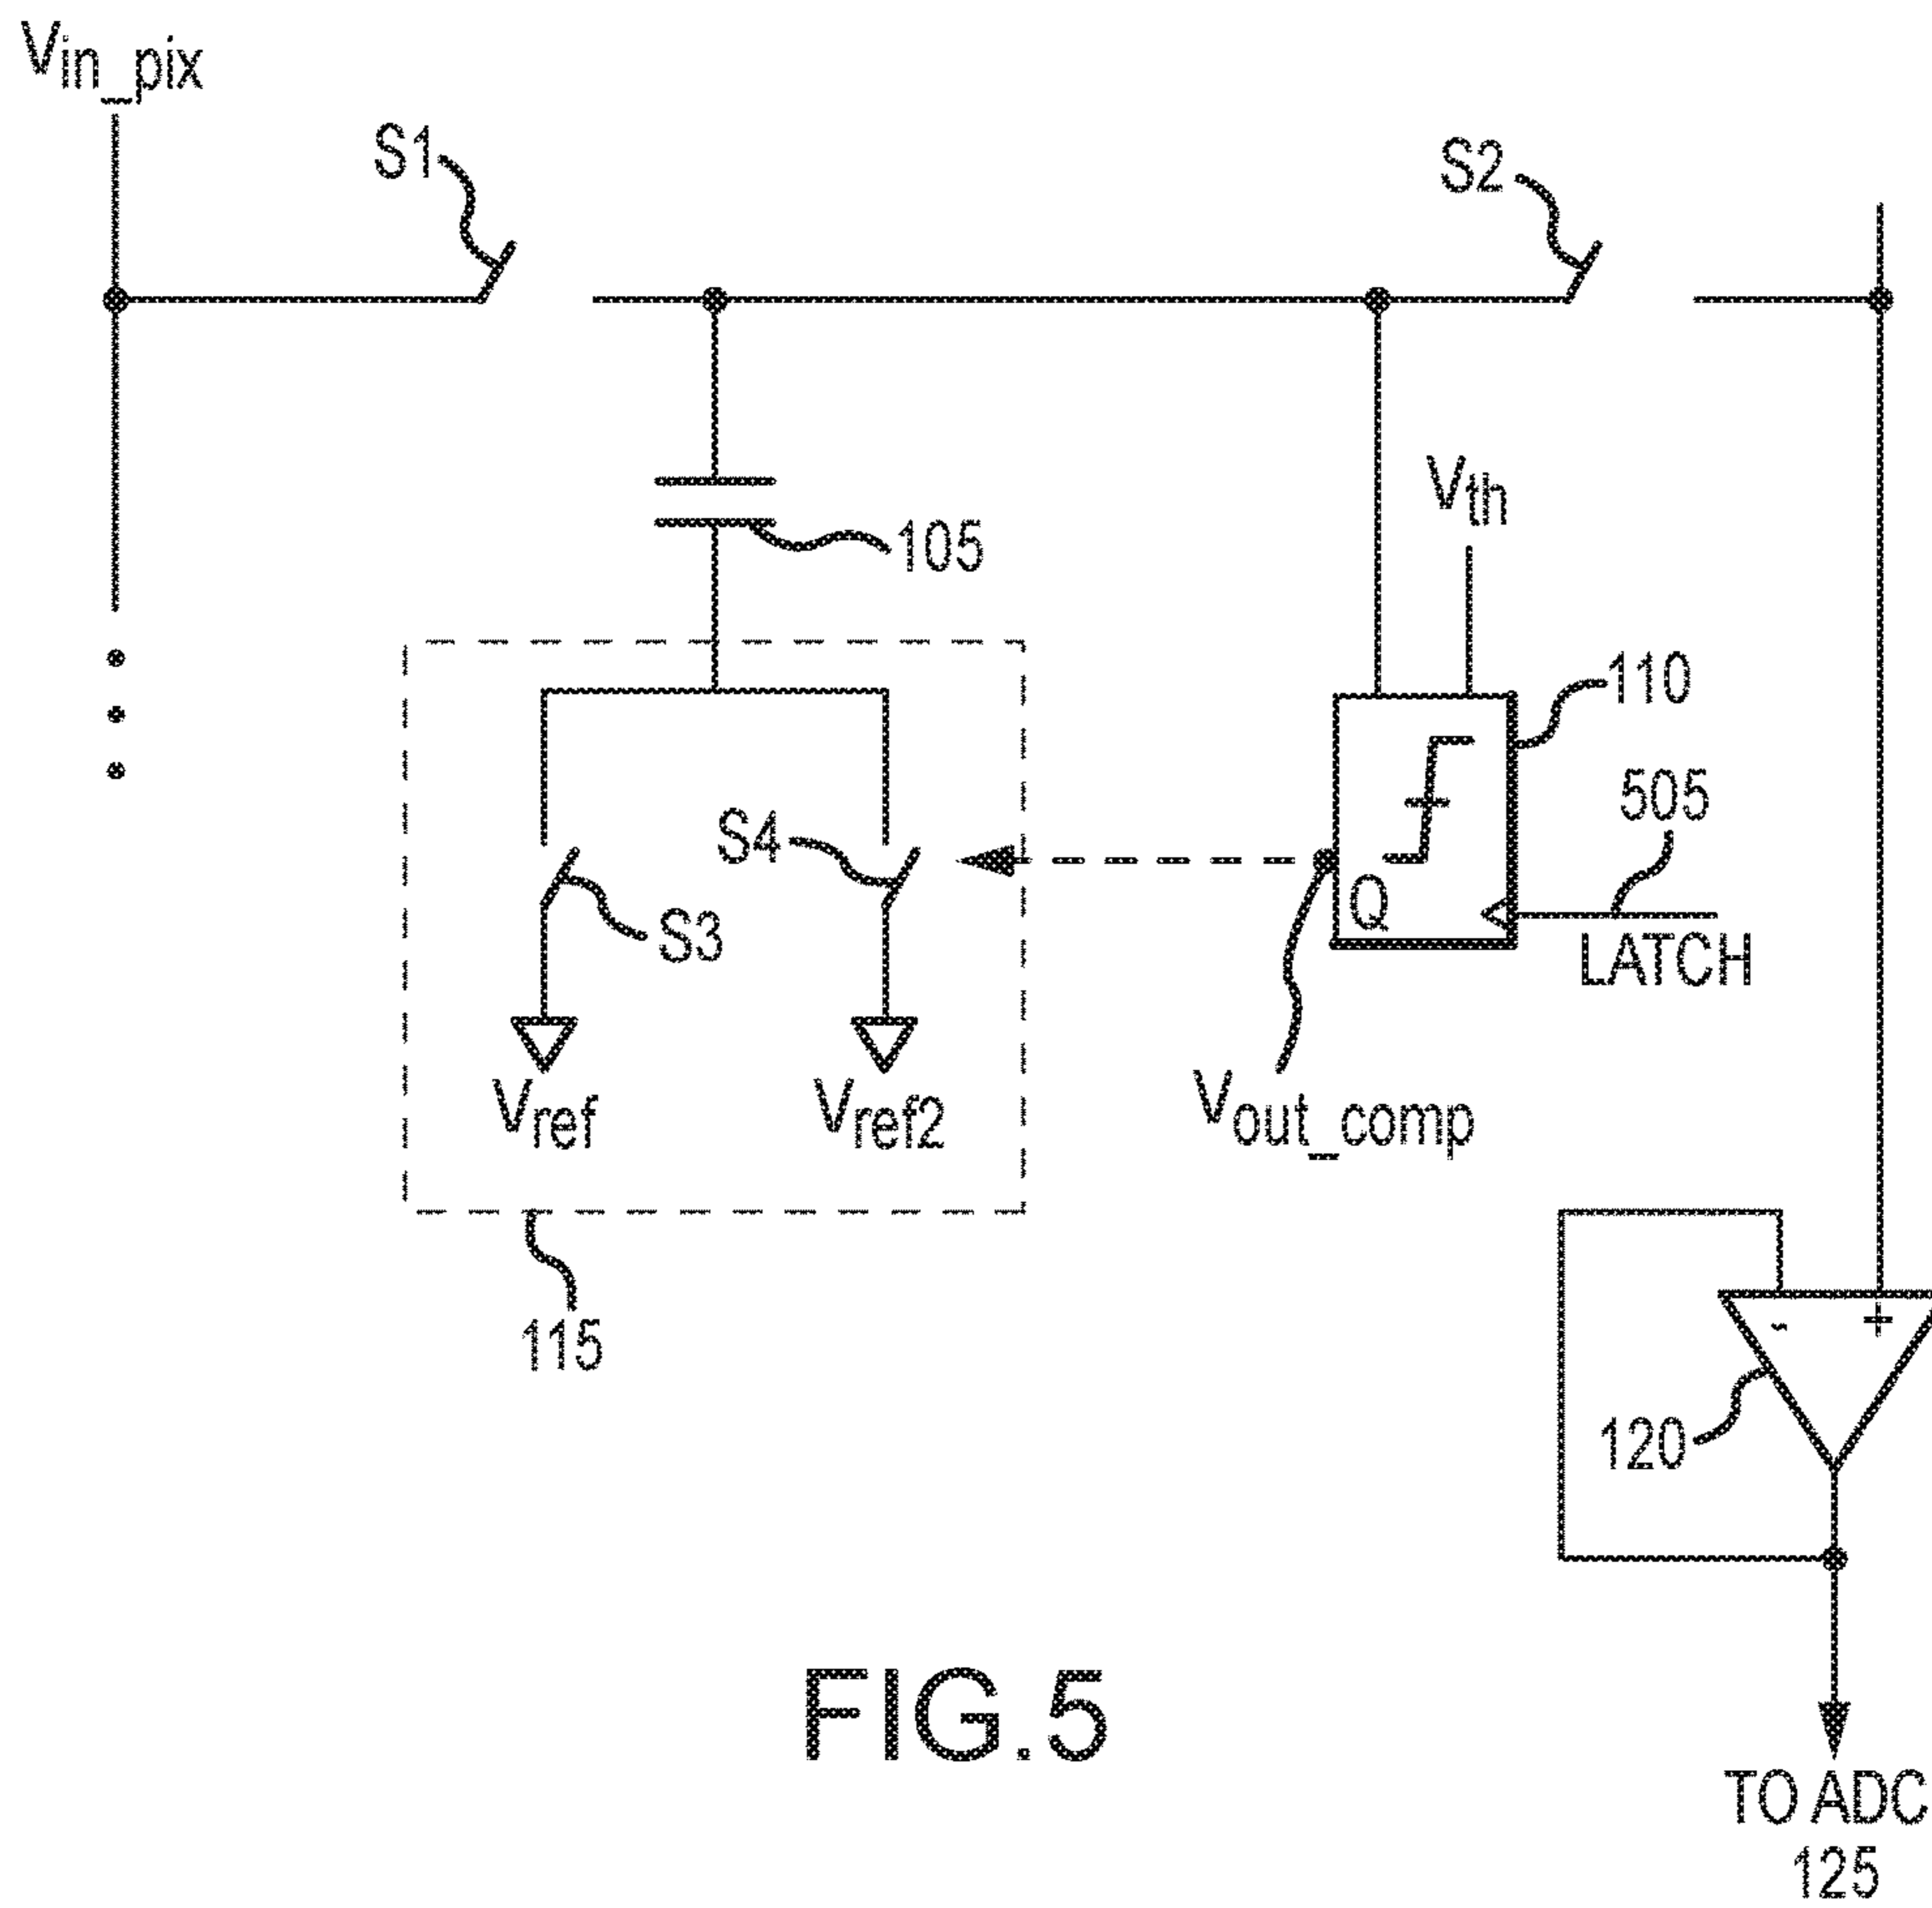 Vin_pix
S1
S2
105
Vth
110
505
S4
S3
Q
LATCH
Vref
Vref2
Vout_comp
115
- +
120
FIG.5
TO ADC
125